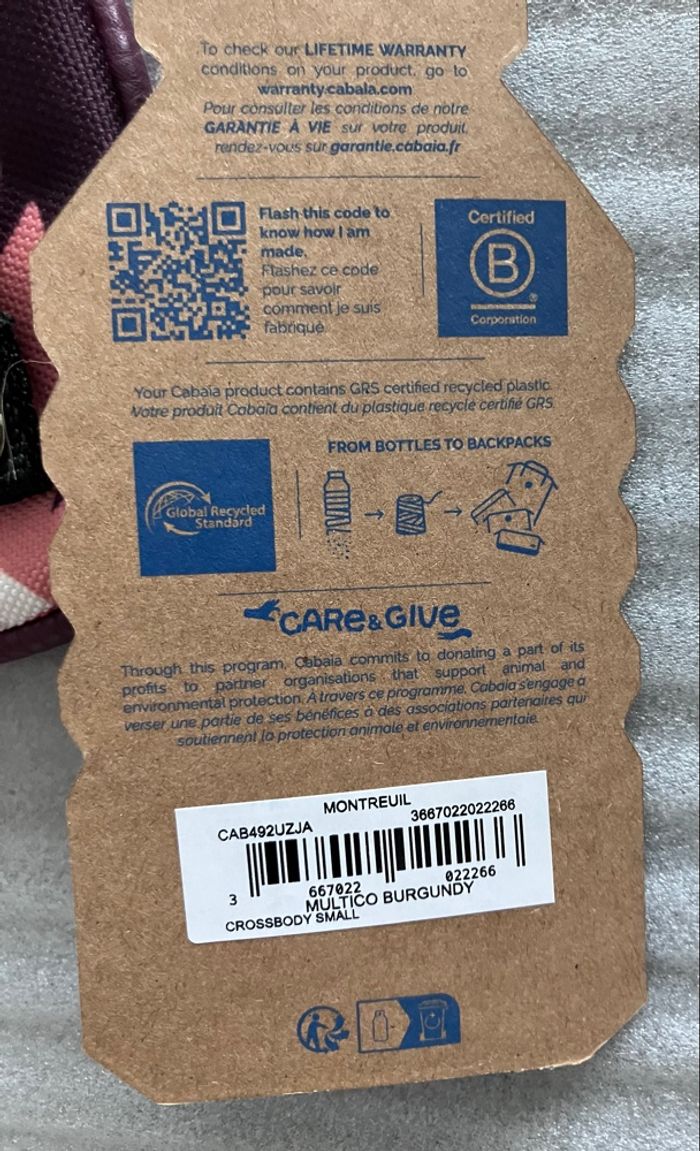 To check our LIFETIME WARRANTY
conditions on your product, go to
warranty.cabaia.com
Pour consulter les conditions de notre
GARANTIE À VIE sur votre produit,
rendez-vous sur garantie.cabaia.fr
Flash this code to
know how I am
made.
Flashez ce code
pour savoir
comment je suis
fabriqué.
Certified
B
®
Corporation
Your Cabaïa product contains GRS certified recycled plastic.
Votre produit Cabaïa contient du plastique recyclé certifié GRS.
FROM BOTTLES TO BACKPACKS
Global Recycled
Standard
CARe & GIVe
Through this program, Cabaïa commits to donating a part of its
profits to partner organisations that support animal and
environmental protection. À travers ce programme, Cabaïa s'engage à
verser une partie de ses bénéfices à des associations partenaires qui
soutiennent la protection animale et environnementale.
MONTREUIL
CAB492UZJA 3667022022266
3 667022 022266
MULTICO BURGUNDY
CROSSBODY SMALL